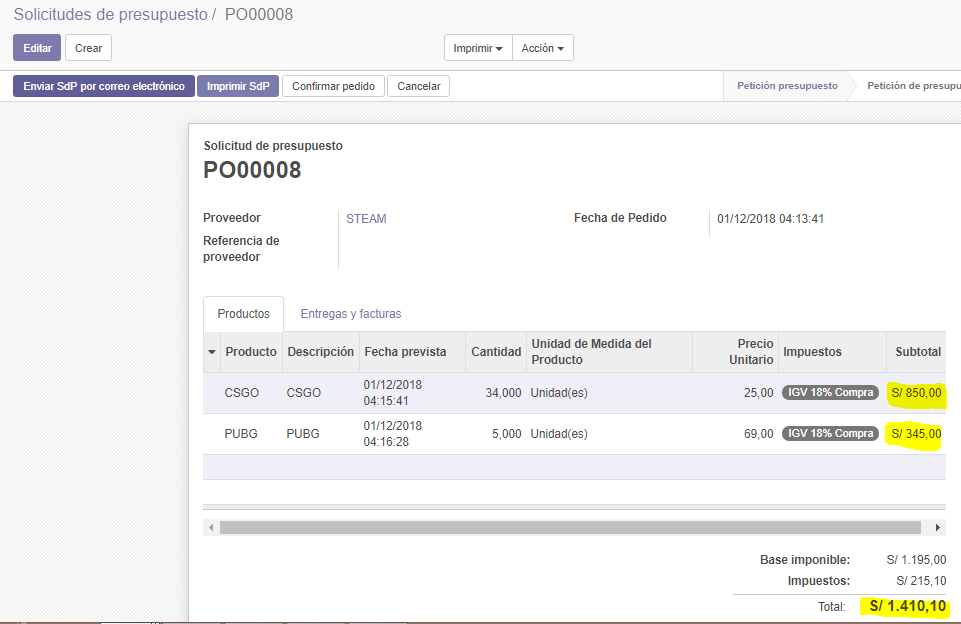 Solicitudes de presupuesto / PO00008
Editar Crear Imprimir Acción
Enviar SdP por correo electrónico Imprimir SdP Confirmar pedido Cancelar Petición presupuesto Petición de presupu
Solicitud de presupuesto
PO00008
Proveedor STEAM Fecha de Pedido 01/12/2018 04:13:41
Referencia de
proveedor
Productos Entregas y facturas
Producto Descripción Fecha prevista Cantidad Unidad de Medida del
Producto Precio
Unitario Impuestos Subtotal
CSGO CSGO 01/12/2018
04:15:41 34,000 Unidad(es) 25,00 IGV 18% Compra S/ 850,00
PUBG PUBG 01/12/2018
04:16:28 5,000 Unidad(es) 69,00 IGV 18% Compra S/ 345,00
Base imponible: S/ 1.195,00
Impuestos: S/ 215,10
Total: S/ 1.410,10